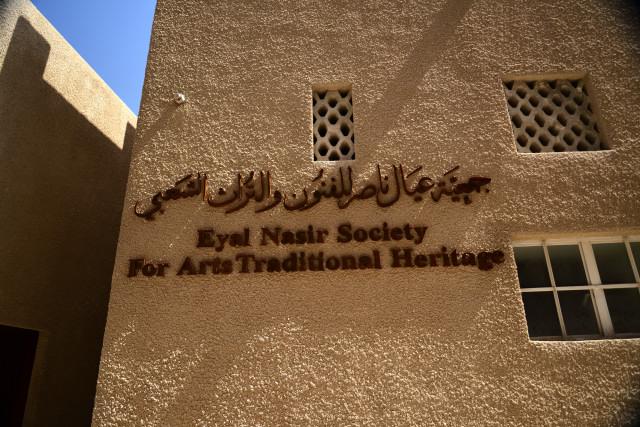 جمعية عيال ناصر للفنون والتراث الشعبي
Eyal Nasir Society
For Arts Traditional Heritage